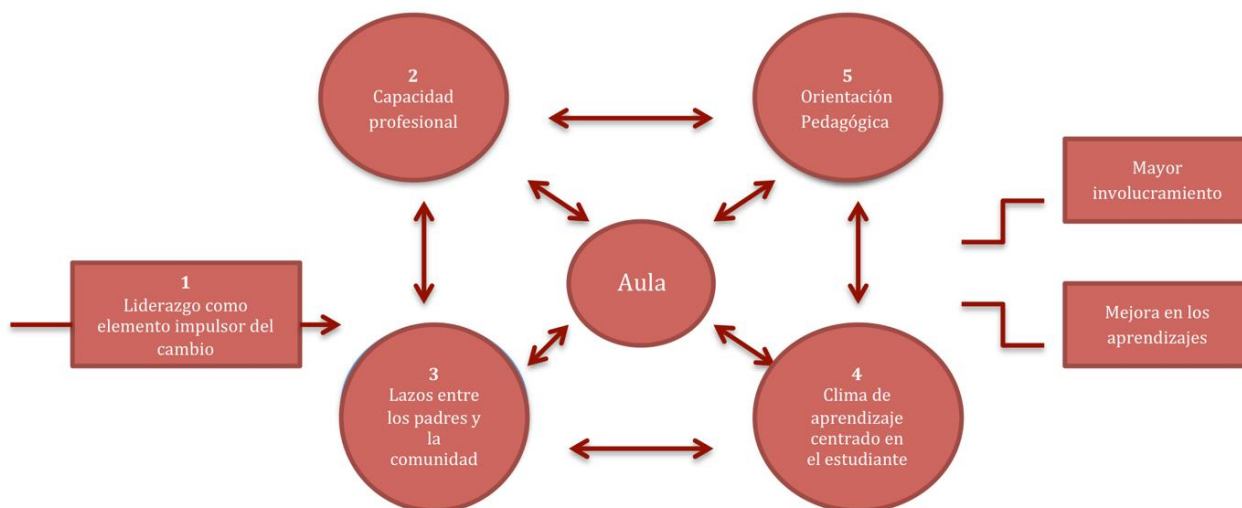 1
Liderazgo como
elemento impulsor del
cambio
2
Capacidad
profesional
3
Lazos entre
los padres y
la
comunidad
Aula
5
Orientación
Pedagógica
4
Clima de
aprendizaje
centrado en
el estudiante
Mayor
involucramiento
Mejora en los
aprendizajes